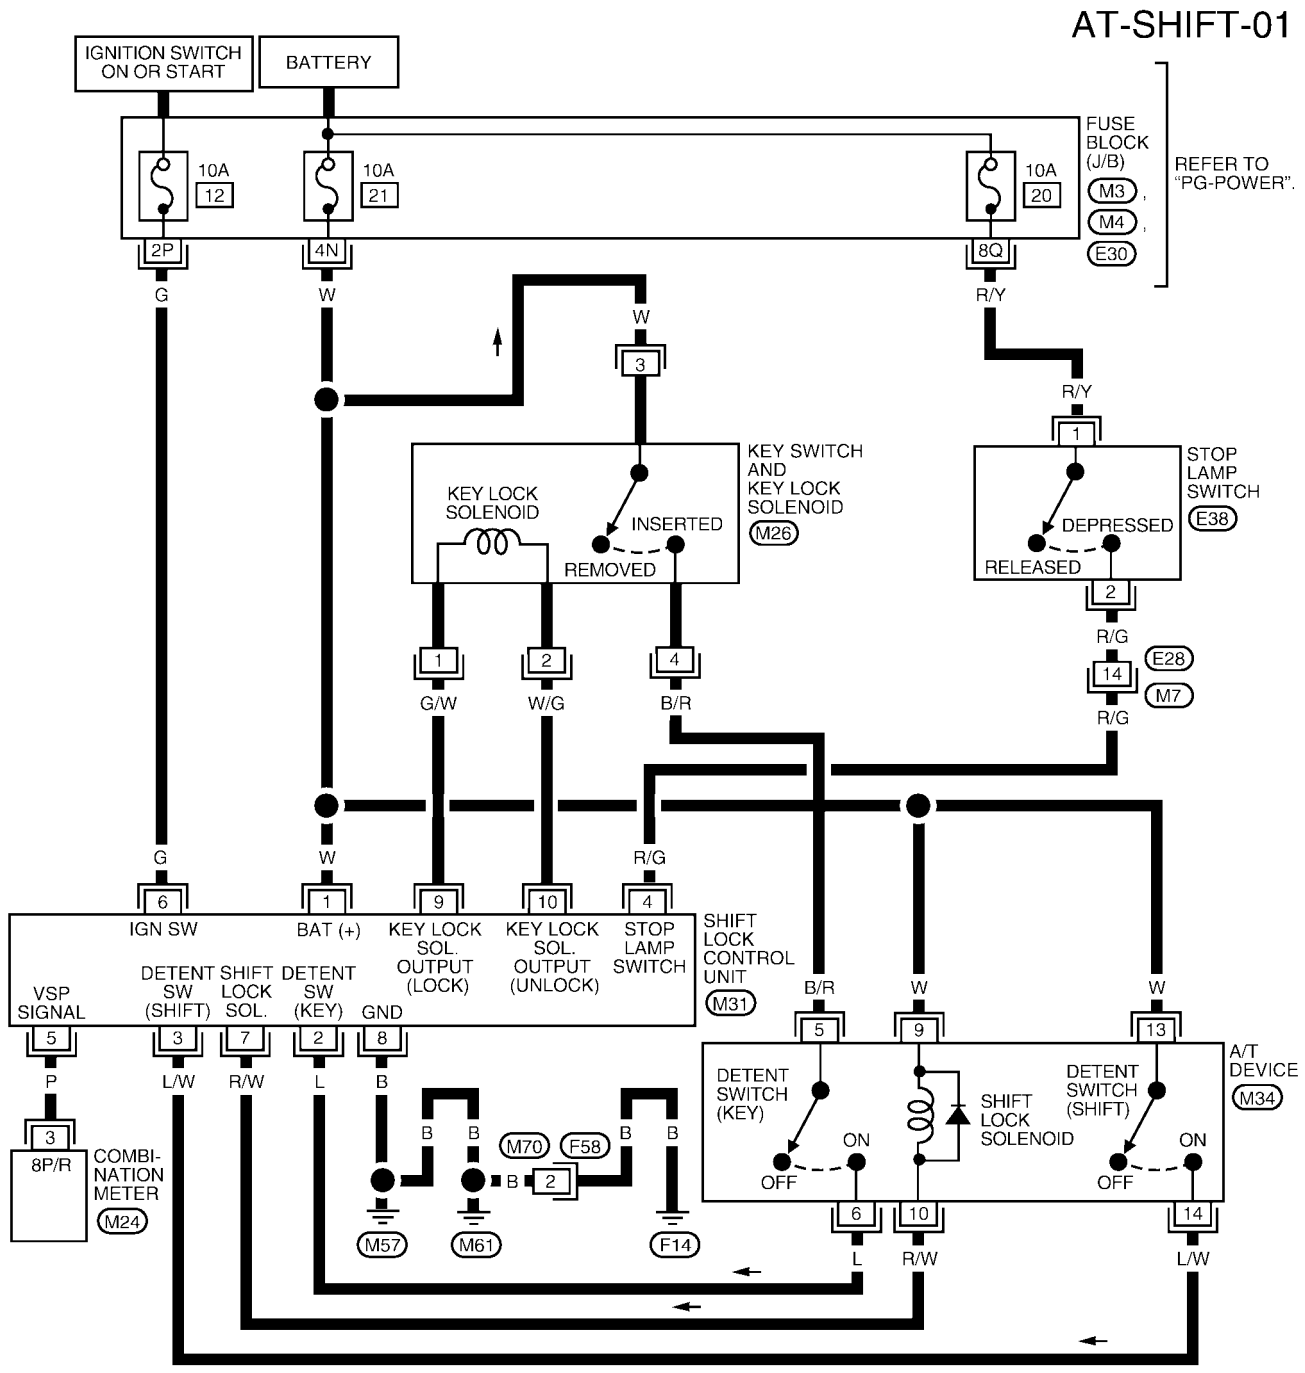 AT-SHIFT-01
IGNITION SWITCH
ON OR START
BATTERY
FUSE
BLOCK
(J/B)
M3 ,
M4 ,
E30
REFER TO
"PG-POWER".
10A
12
10A
21
10A
20
2P
4N
8Q
G
W
R/Y
W
3
R/Y
1
KEY SWITCH
AND
KEY LOCK
SOLENOID
M26
KEY LOCK
SOLENOID
INSERTED
REMOVED
STOP
LAMP
SWITCH
E38
DEPRESSED
RELEASED
2
R/G
14
E28
M7
R/G
1
2
4
G/W
W/G
B/R
G
W
R/G
6
1
9
10
4
IGN SW
BAT (+)
KEY LOCK
SOL.
OUTPUT
(LOCK)
KEY LOCK
SOL.
OUTPUT
(UNLOCK)
STOP
LAMP
SWITCH
SHIFT
LOCK
CONTROL
UNIT
M31
VSP
SIGNAL
DETENT
SW
(SHIFT)
SHIFT
LOCK
SOL.
DETENT
SW
(KEY)
GND
5
3
7
2
8
P
L/W
R/W
L
B
3
8P/R
COMBI-
NATION
METER
M24
B
B
B
M70
F58
2
B
B
M57
M61
F14
B/R
W
W
5
9
13
A/T
DEVICE
M34
DETENT
SWITCH
(KEY)
ON
OFF
SHIFT
LOCK
SOLENOID
DETENT
SWITCH
(SHIFT)
ON
OFF
6
10
14
L
R/W
L/W